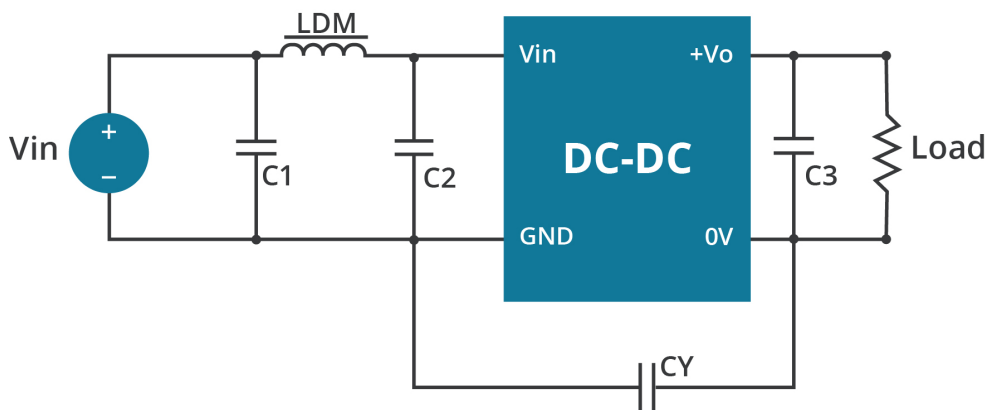 LDM
Vin
+
−
C1
C2
Vin
+Vo
DC-DC
GND
0V
C3
Load
CY